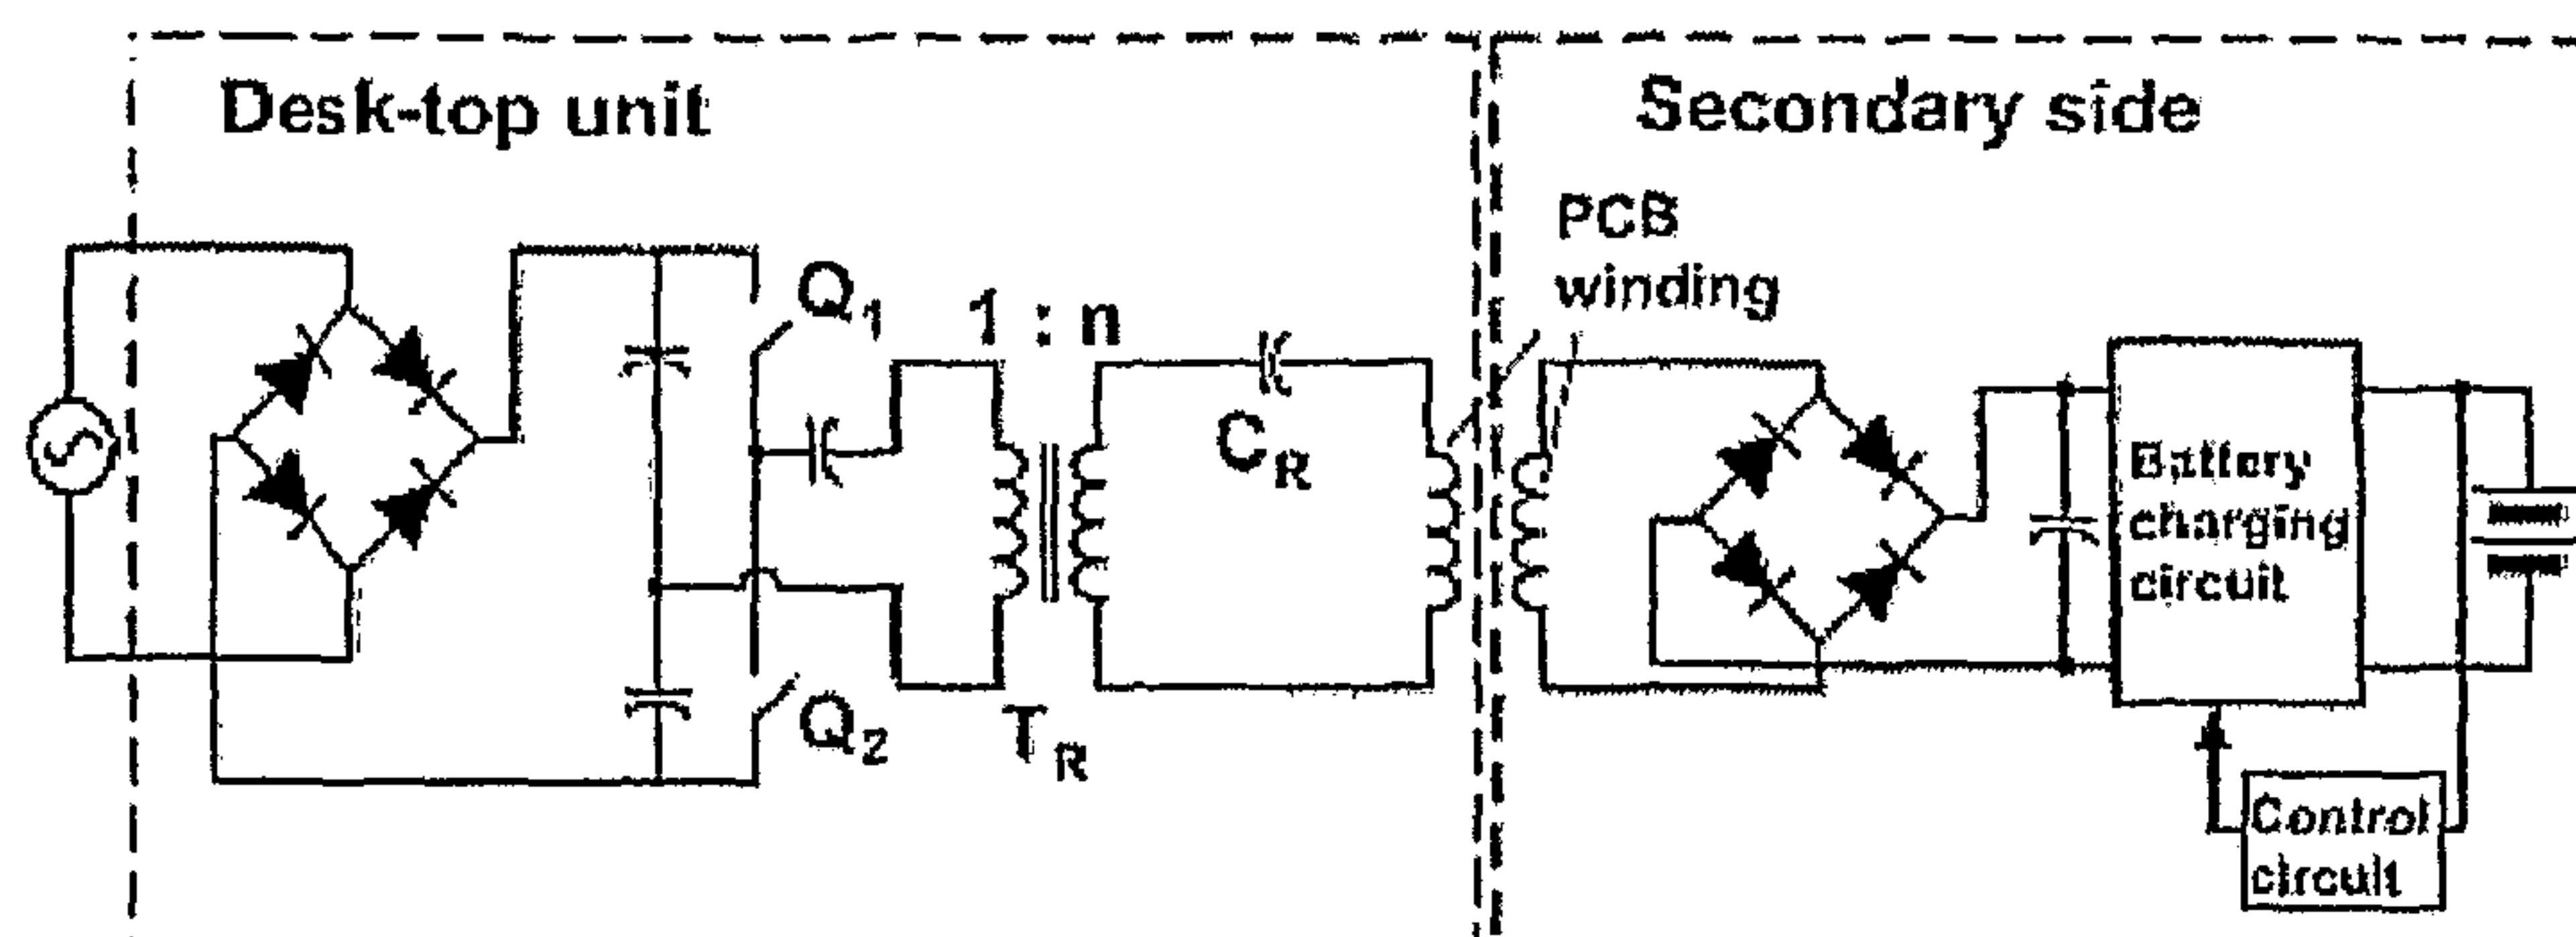 Desk-top unit
Secondary side
PCB
winding
Q1
1 : n
CR
Q2
TR
Battery
charging
circuit
Control
circuit